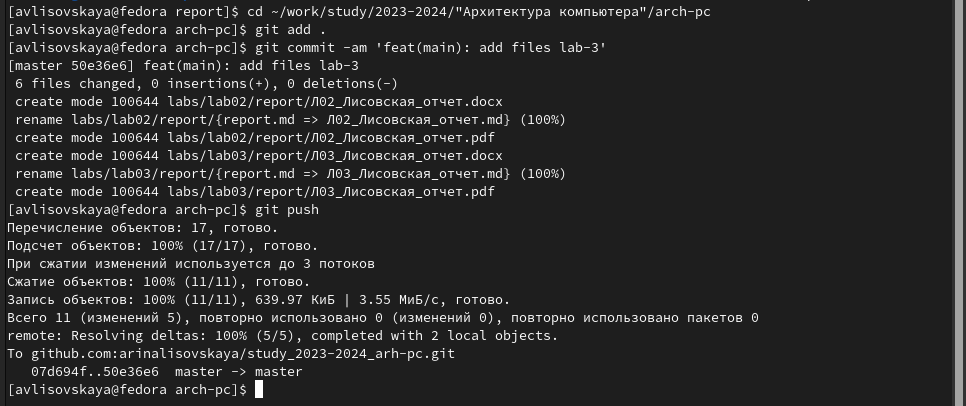 [avlisovskaya@fedora report]$ cd ~/work/study/2023-2024/"Архитектура компьютера"/arch-pc
[avlisovskaya@fedora arch-pc]$ git add .
[avlisovskaya@fedora arch-pc]$ git commit -am 'feat(main): add files lab-3'
[master 50e36e6] feat(main): add files lab-3
 6 files changed, 0 insertions(+), 0 deletions(-)
 create mode 100644 labs/lab02/report/Л02_Лисовская_отчет.docx
 rename labs/lab02/report/{report.md => Л02_Лисовская_отчет.md} (100%)
 create mode 100644 labs/lab02/report/Л02_Лисовская_отчет.pdf
 create mode 100644 labs/lab03/report/Л03_Лисовская_отчет.docx
 rename labs/lab03/report/{report.md => Л03_Лисовская_отчет.md} (100%)
 create mode 100644 labs/lab03/report/Л03_Лисовская_отчет.pdf
[avlisovskaya@fedora arch-pc]$ git push
Перечисление объектов: 17, готово.
Подсчет объектов: 100% (17/17), готово.
При сжатии изменений используется до 3 потоков
Сжатие объектов: 100% (11/11), готово.
Запись объектов: 100% (11/11), 639.97 КиБ | 3.55 МиБ/с, готово.
Всего 11 (изменений 5), повторно использовано 0 (изменений 0), повторно использовано пакетов 0
remote: Resolving deltas: 100% (5/5), completed with 2 local objects.
To github.com:arinalisovskaya/study_2023-2024_arh-pc.git
   07d694f..50e36e6  master -> master
[avlisovskaya@fedora arch-pc]$